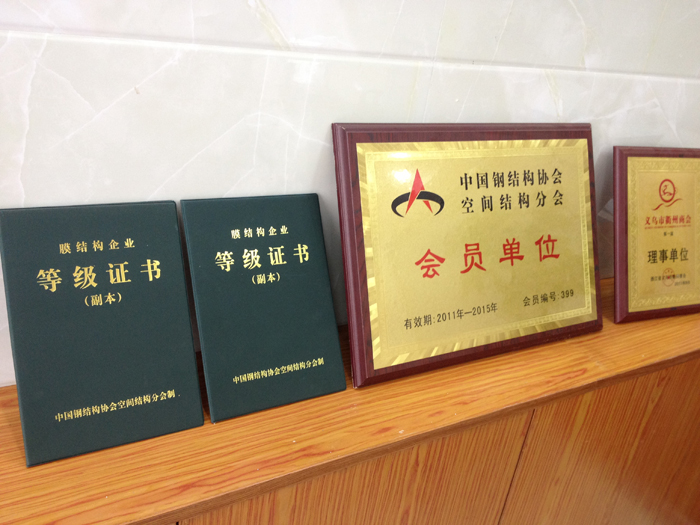 膜结构企业
等级证书
(副本)
中国钢结构协会空间结构分会制
膜结构企业
等级证书
(副本)
中国钢结构协会空间结构分会制
中国钢结构协会
空间结构分会
会员单位
有效期:2011年—2015年
会员编号:399
义乌市衢州商会
理事单位